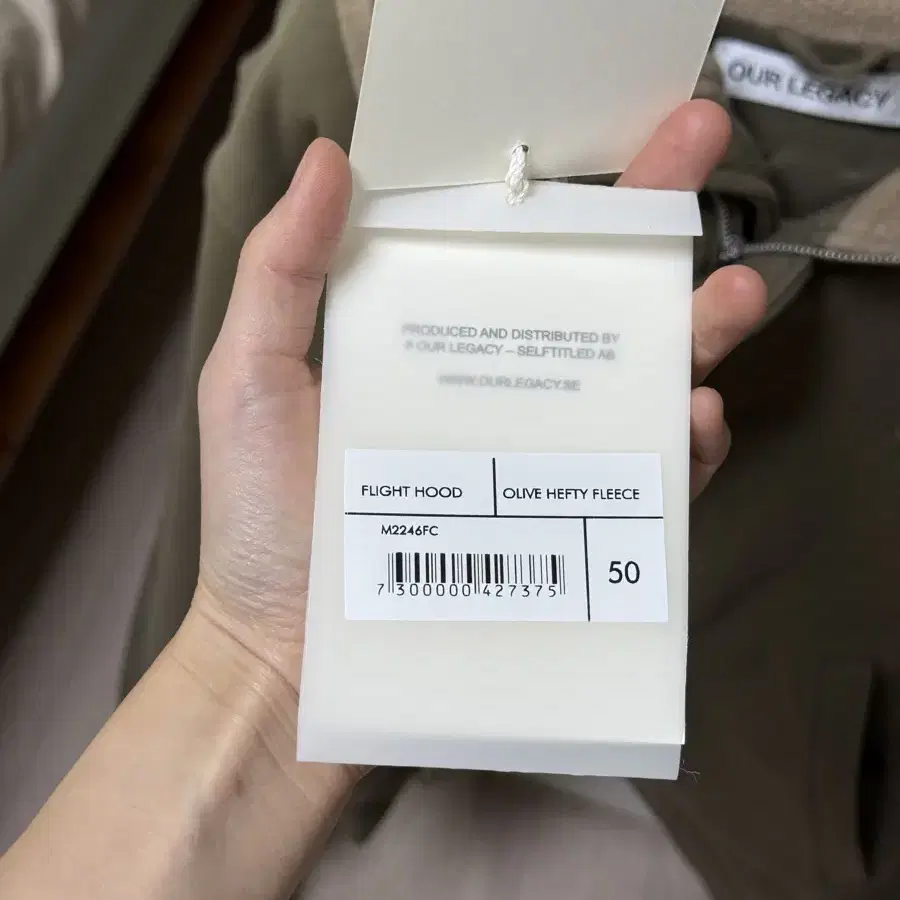 OUR LEGACY
PRODUCED AND DISTRIBUTED BY
© OUR LEGACY – SELFTITLED AB
WWW.OURLEGACY.SE
FLIGHT HOOD
OLIVE HEFTY FLEECE
M2246FC
7 300000 427375
50